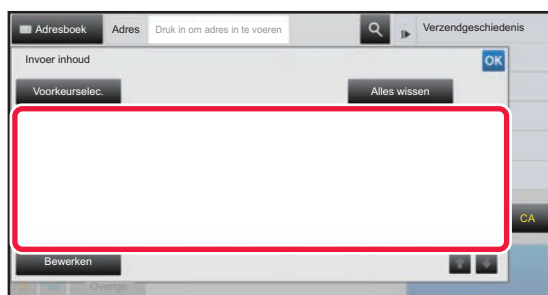 Adresboek Adres Druk in om adres in te voeren Verzendgeschiedenis
Invoer inhoud OK
Voorkeurselec. Alles wissen
CA
Bewerken
Overige